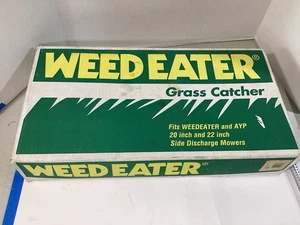 WEED EATER®
Grass Catcher
Fits WEEDEATER and AYP
20 inch and 22 inch
Side Discharge Mowers
WEED EATER®